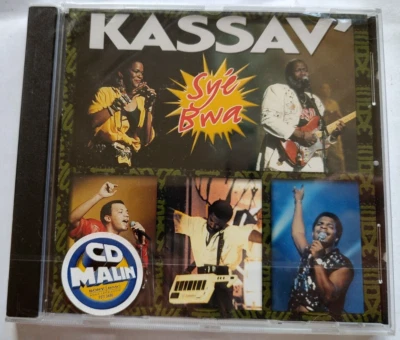 KASSAV'
Syé
Bwa
CD
MALIN